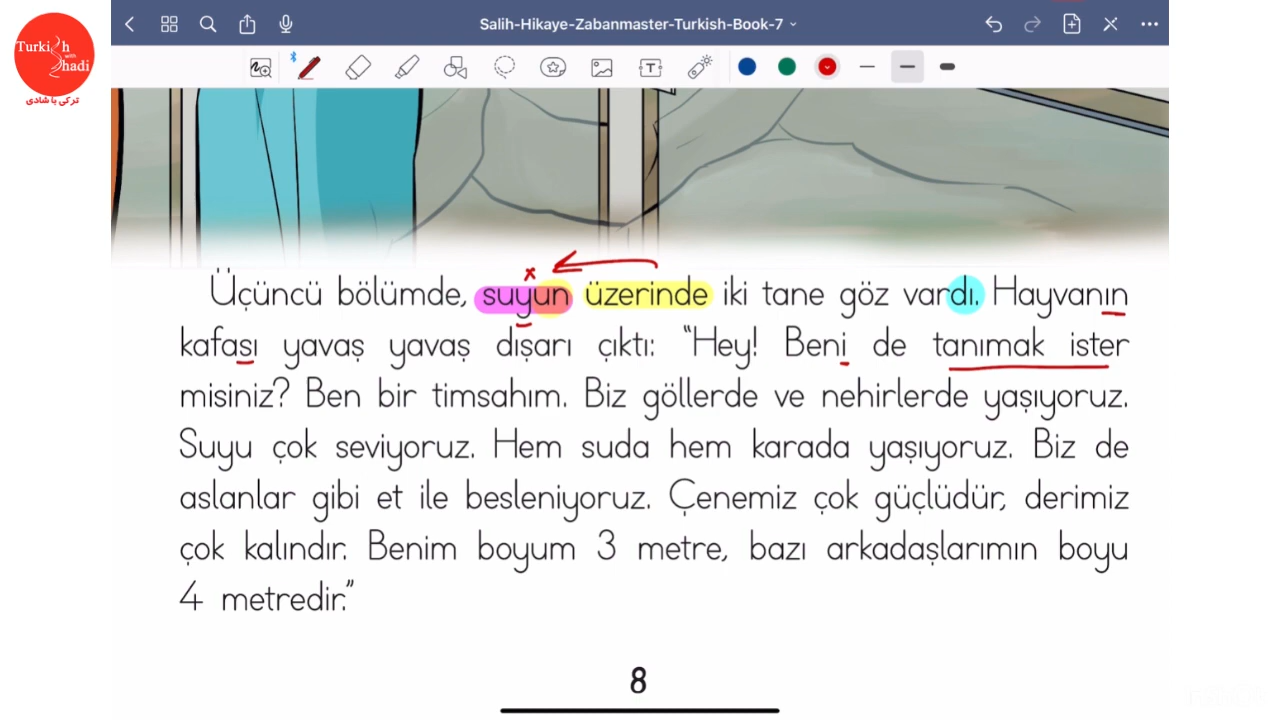 Turkish
with
Shadi
ترکی با شادی
Salih-Hikaye-Zabanmaster-Turkish-Book-7
Üçüncü bölümde, suyun üzerinde iki tane göz vardı. Hayvanın
kafası yavaş yavaş dışarı çıktı: “Hey! Beni de tanımak ister
misiniz? Ben bir timsahım. Biz göllerde ve nehirlerde yaşıyoruz.
Suyu çok seviyoruz. Hem suda hem karada yaşıyoruz. Biz de
aslanlar gibi et ile besleniyoruz. Çenemiz çok güçlüdür, derimiz
çok kalındır. Benim boyum 3 metre, bazı arkadaşlarımın boyu
4 metredir.”
8